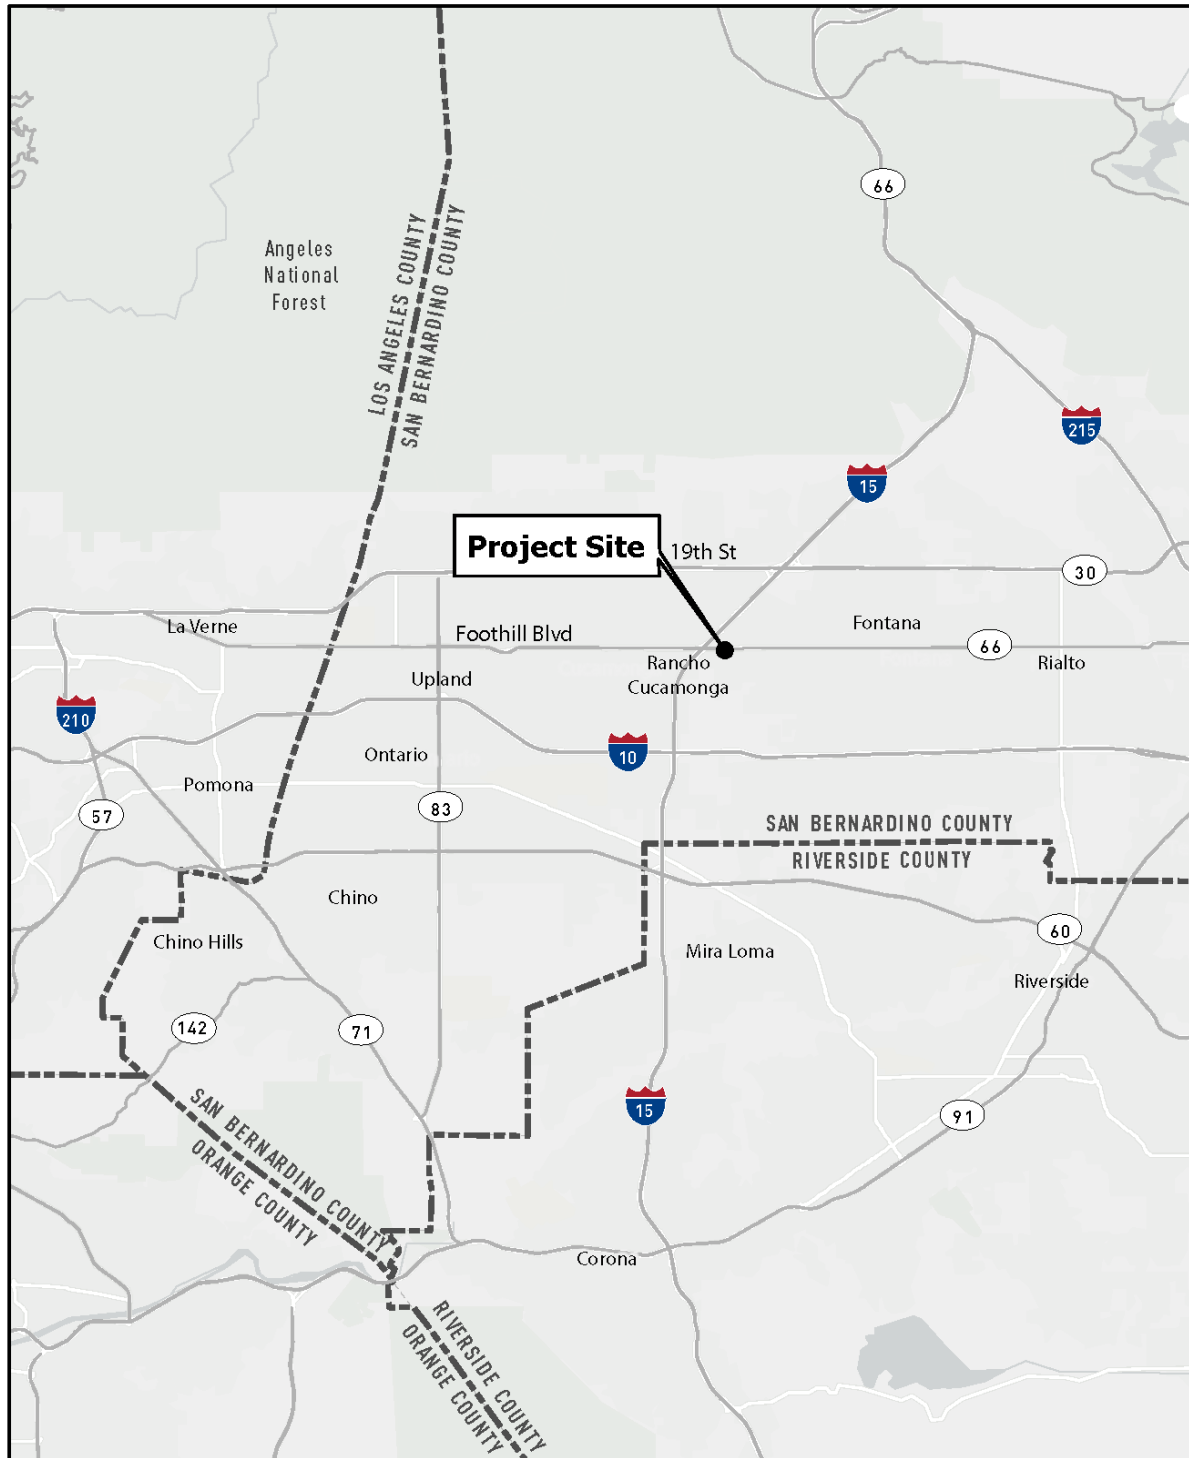 66
Angeles
National
Forest
LOS ANGELES COUNTY
SAN BERNARDINO COUNTY
215
15
Project Site
19th St
30
La Verne
Foothill Blvd
Fontana
66
Rancho
Cucamonga
Rialto
Upland
210
Ontario
10
Pomona
57
83
SAN BERNARDINO COUNTY
RIVERSIDE COUNTY
Chino
Chino Hills
60
Mira Loma
Riverside
142
71
15
91
SAN BERNARDINO COUNTY
ORANGE COUNTY
Corona
RIVERSIDE COUNTY
ORANGE COUNTY